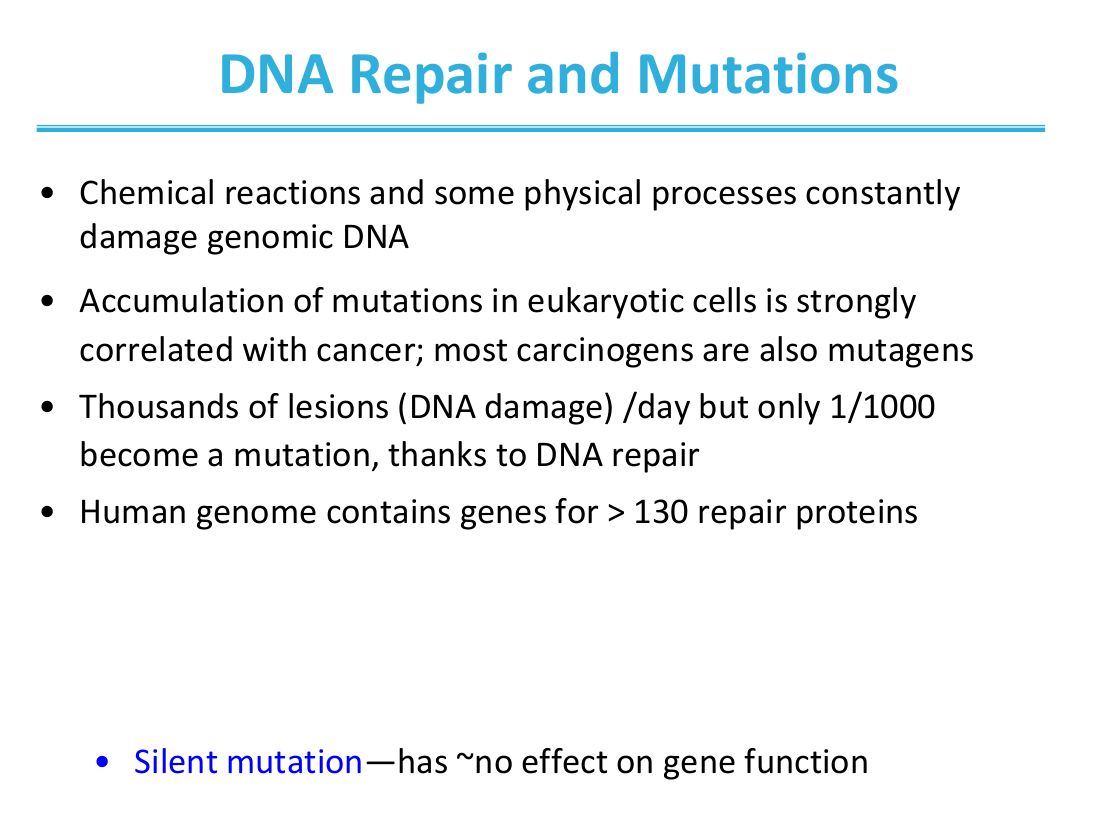 DNA Repair and Mutations
• Chemical reactions and some physical processes constantly
damage genomic DNA
• Accumulation of mutations in eukaryotic cells is strongly
correlated with cancer; most carcinogens are also mutagens
• Thousands of lesions (DNA damage) /day but only 1/1000
become a mutation, thanks to DNA repair
• Human genome contains genes for > 130 repair proteins
• Silent mutation—has ~no effect on gene function